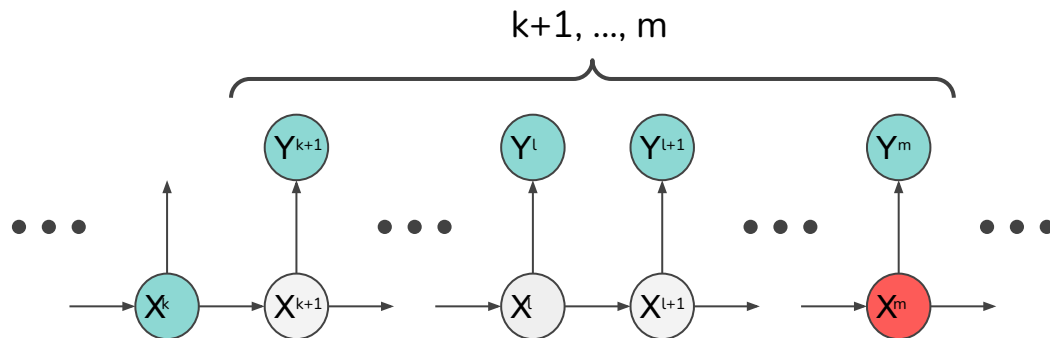 k+1, ..., m
Yᵏ⁺¹ Yˡ Yˡ⁺¹ Yᵐ
Xᵏ Xᵏ⁺¹ Xˡ Xˡ⁺¹ Xᵐ